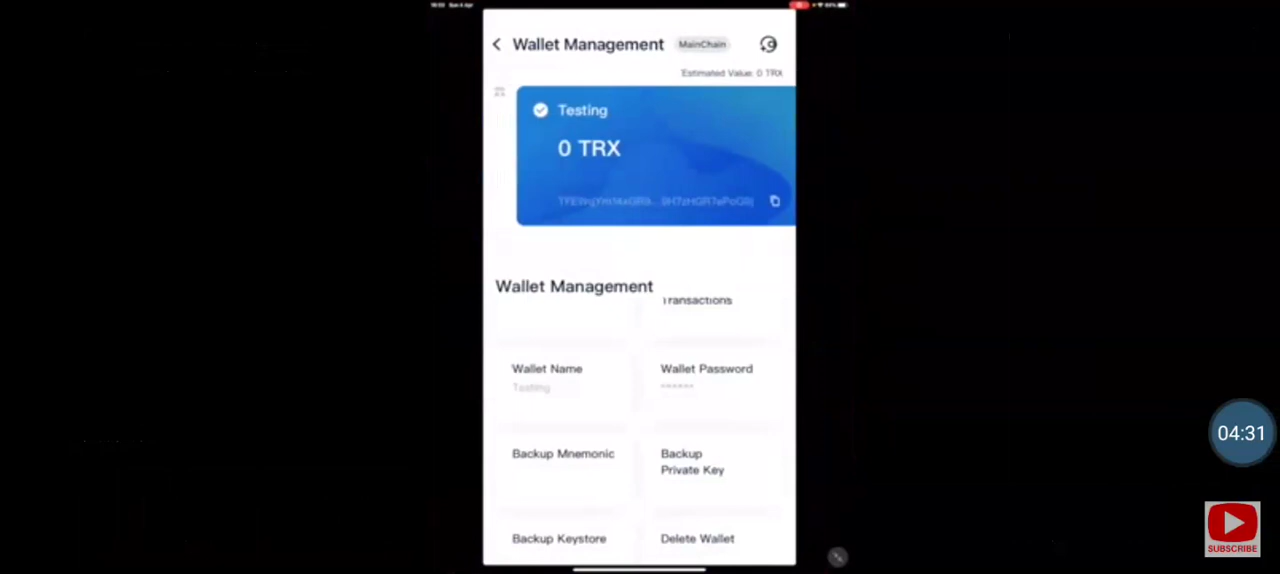 Wallet Management MainChain
Estimated Value: 0 TRX
Testing
0 TRX
Wallet Management
Transactions
Wallet Name Wallet Password
Testing ******
Backup Mnemonic Backup
Private Key
Backup Keystore Delete Wallet
04:31
SUBSCRIBE